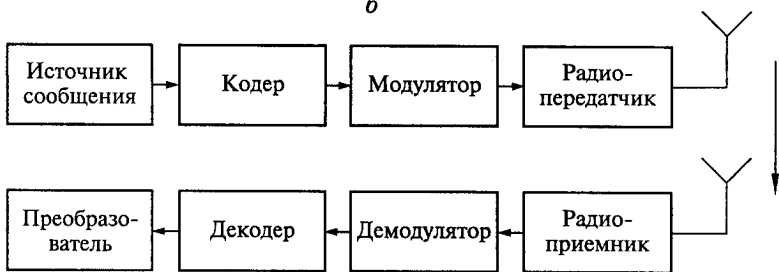 б
Источник
сообщения
Кодер
Модулятор
Радио-
передатчик
Преобразо-
ватель
Декодер
Демодулятор
Радио-
приемник